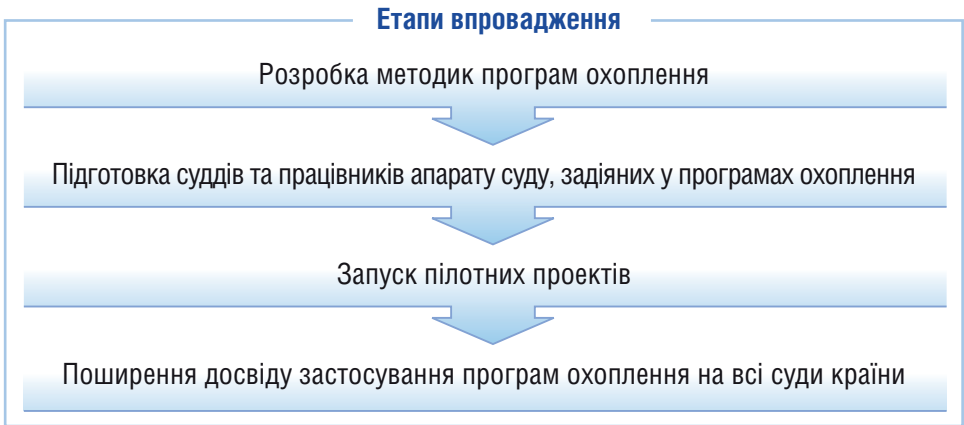 Етапи впровадження
Розробка методик програм охоплення
Підготовка суддів та працівників апарату суду, задіяних у програмах охоплення
Запуск пілотних проектів
Поширення досвіду застосування програм охоплення на всі суди країни